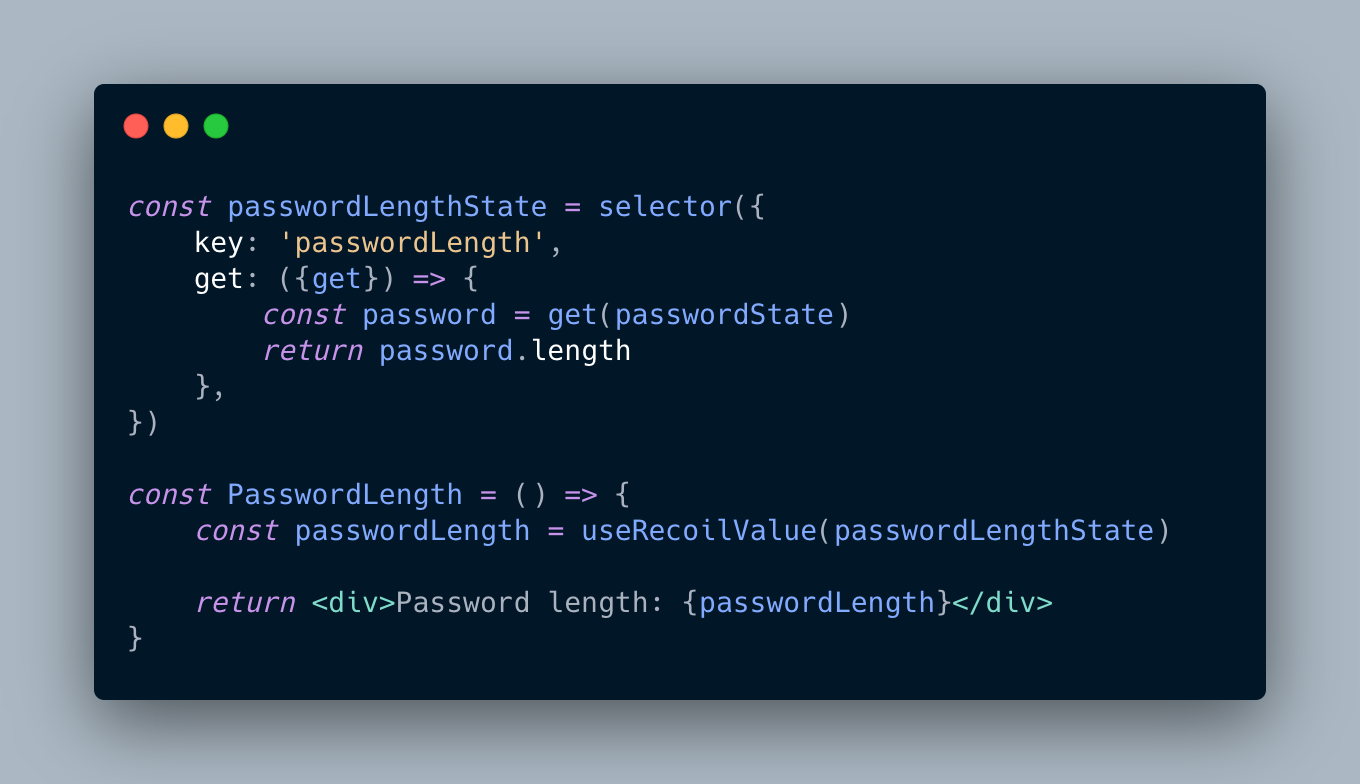 const passwordLengthState = selector({
    key: 'passwordLength',
    get: ({get}) => {
        const password = get(passwordState)
        return password.length
    },
})

const PasswordLength = () => {
    const passwordLength = useRecoilValue(passwordLengthState)

    return <div>Password length: {passwordLength}</div>
}